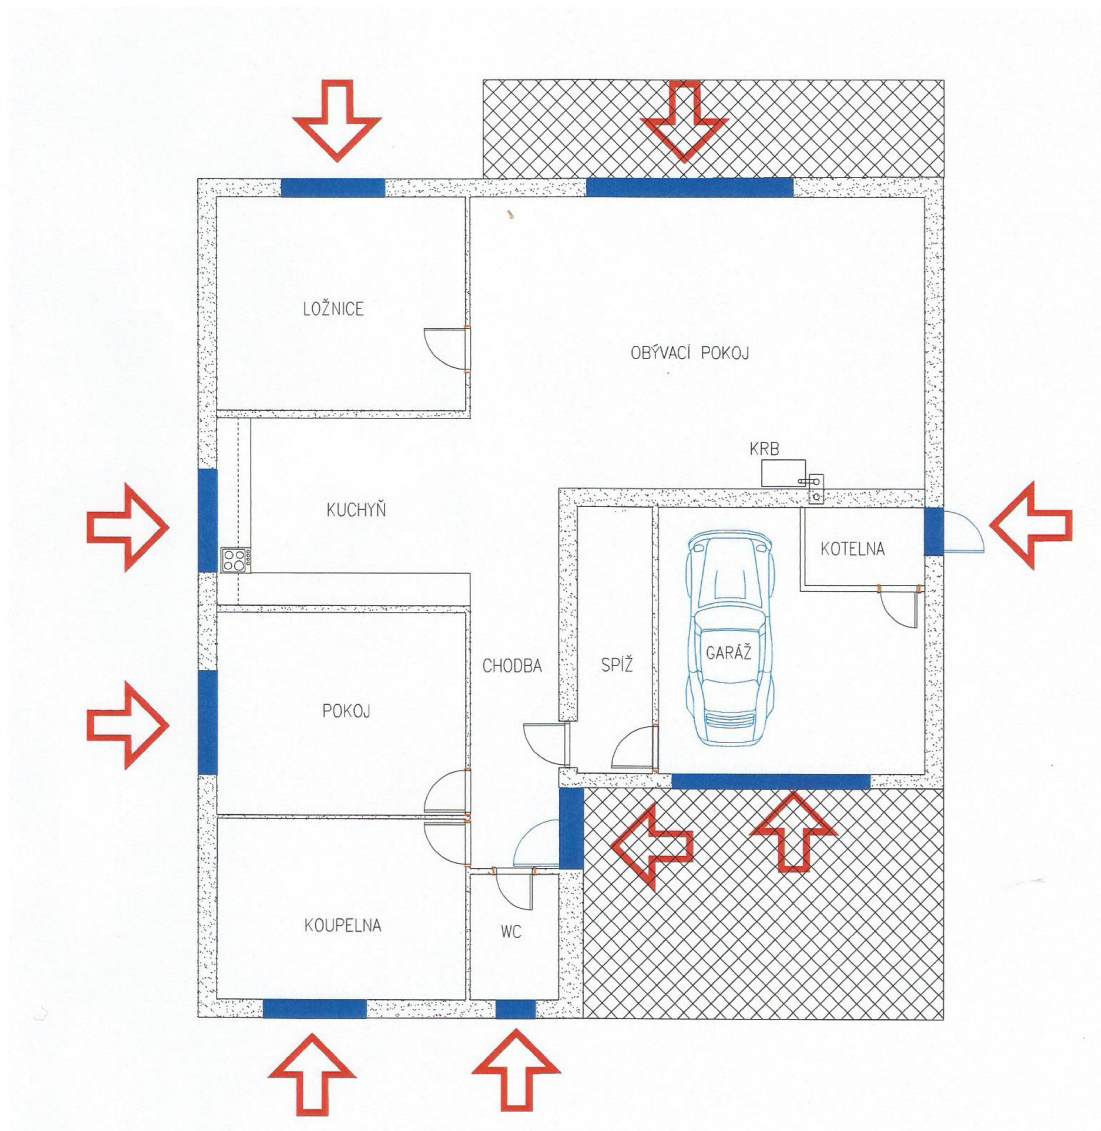 LOŽNICE
OBÝVACÍ POKOJ
KRB
KUCHYŇ
KOTELNA
CHODBA
SPÍŽ
GARÁŽ
POKOJ
KOUPELNA
WC